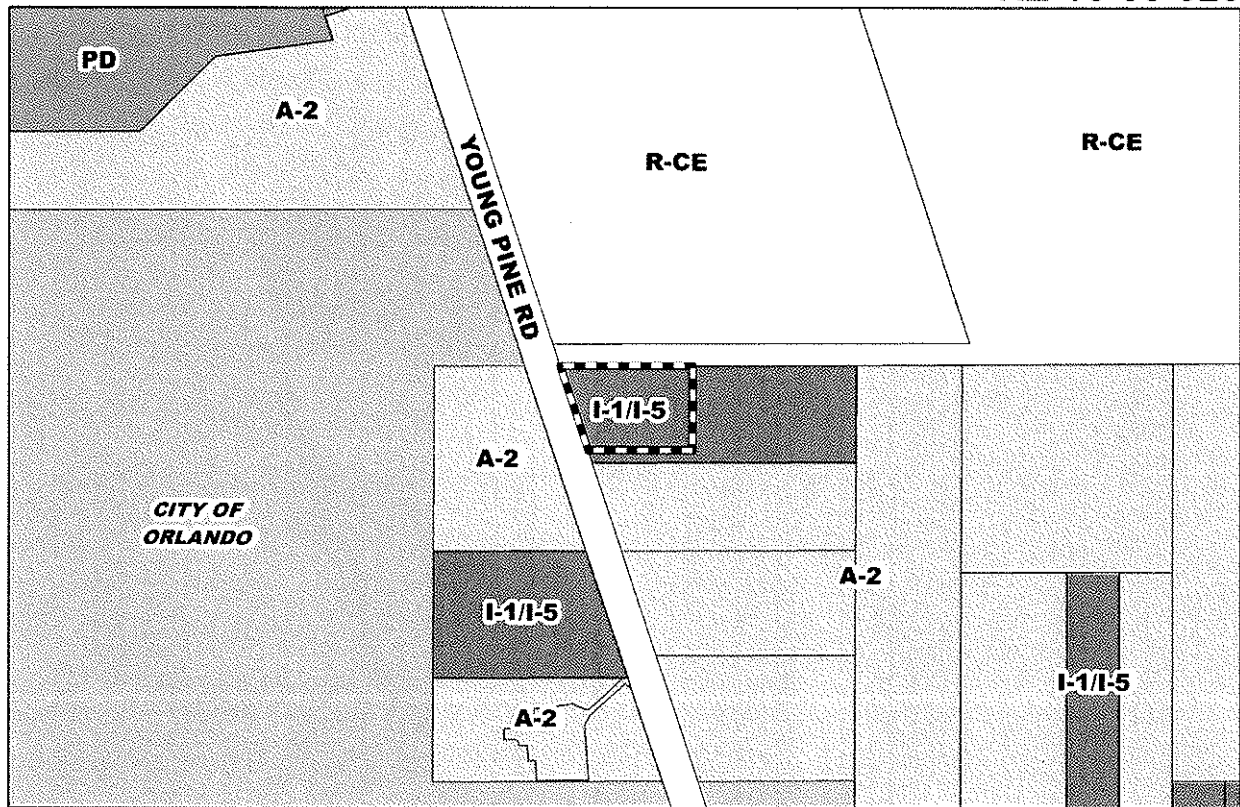 PD
A-2
R-CE
R-CE
YOUNG PINE RD
I-1/I-5
A-2
CITY OF
ORLANDO
A-2
I-1/I-5
I-1/I-5
A-2